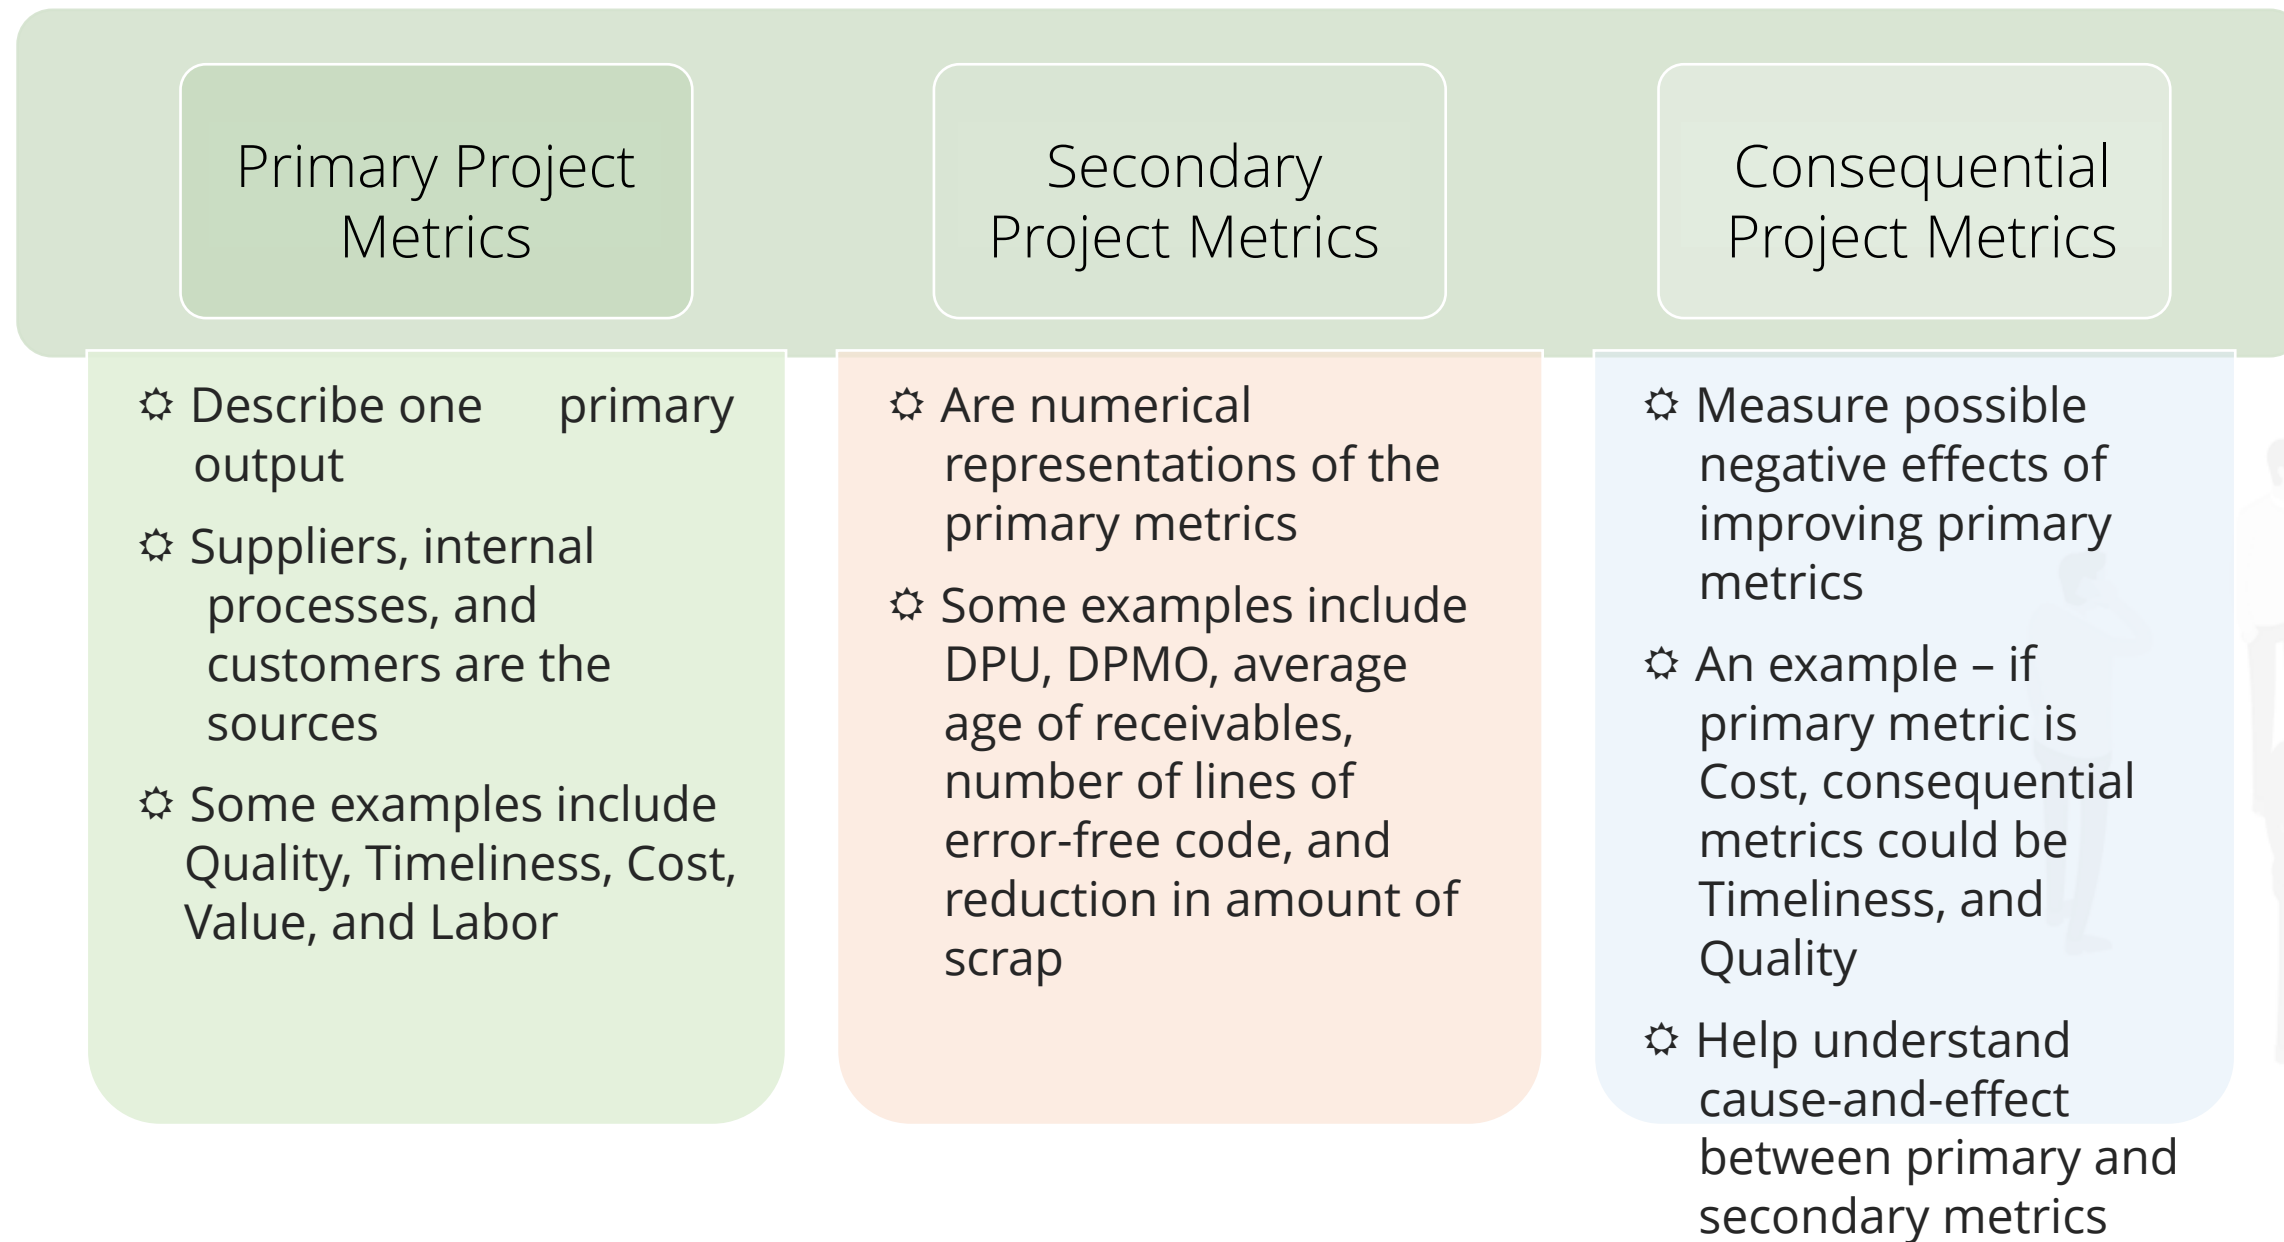 Primary Project
Metrics
Secondary
Project Metrics
Consequential
Project Metrics
Describe one primary
output
Suppliers, internal
processes, and
customers are the
sources
Some examples include
Quality, Timeliness, Cost,
Value, and Labor
Are numerical
representations of the
primary metrics
Some examples include
DPU, DPMO, average
age of receivables,
number of lines of
error-free code, and
reduction in amount of
scrap
Measure possible
negative effects of
improving primary
metrics
An example – if
primary metric is
Cost, consequential
metrics could be
Timeliness, and
Quality
Help understand
cause-and-effect
between primary and
secondary metrics